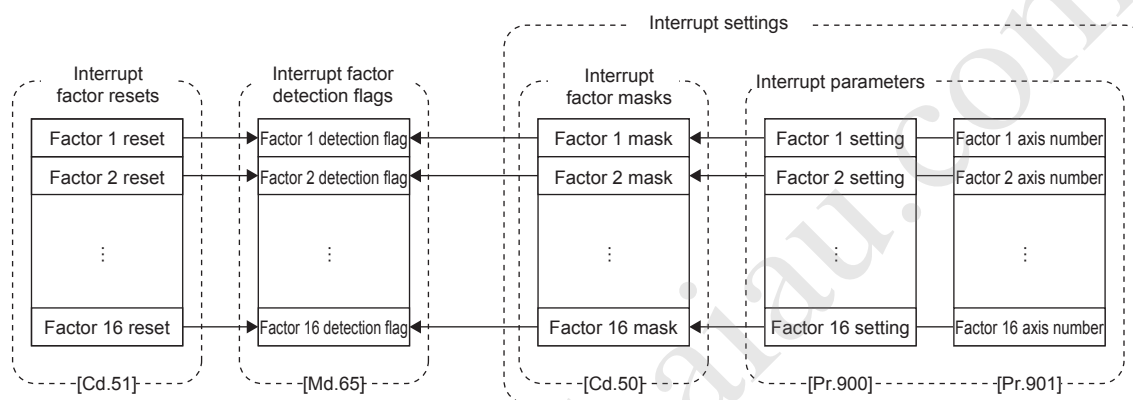 Interrupt settings
Interrupt factor resets
Interrupt factor detection flags
Interrupt factor masks
Interrupt parameters
Factor 1 reset Factor 1 detection flag Factor 1 mask Factor 1 setting Factor 1 axis number
Factor 2 reset Factor 2 detection flag Factor 2 mask Factor 2 setting Factor 2 axis number
⋮ ⋮ ⋮ ⋮ ⋮
Factor 16 reset Factor 16 detection flag Factor 16 mask Factor 16 setting Factor 16 axis number
[Cd.51] [Md.65] [Cd.50] [Pr.900] [Pr.901]
aiau.com